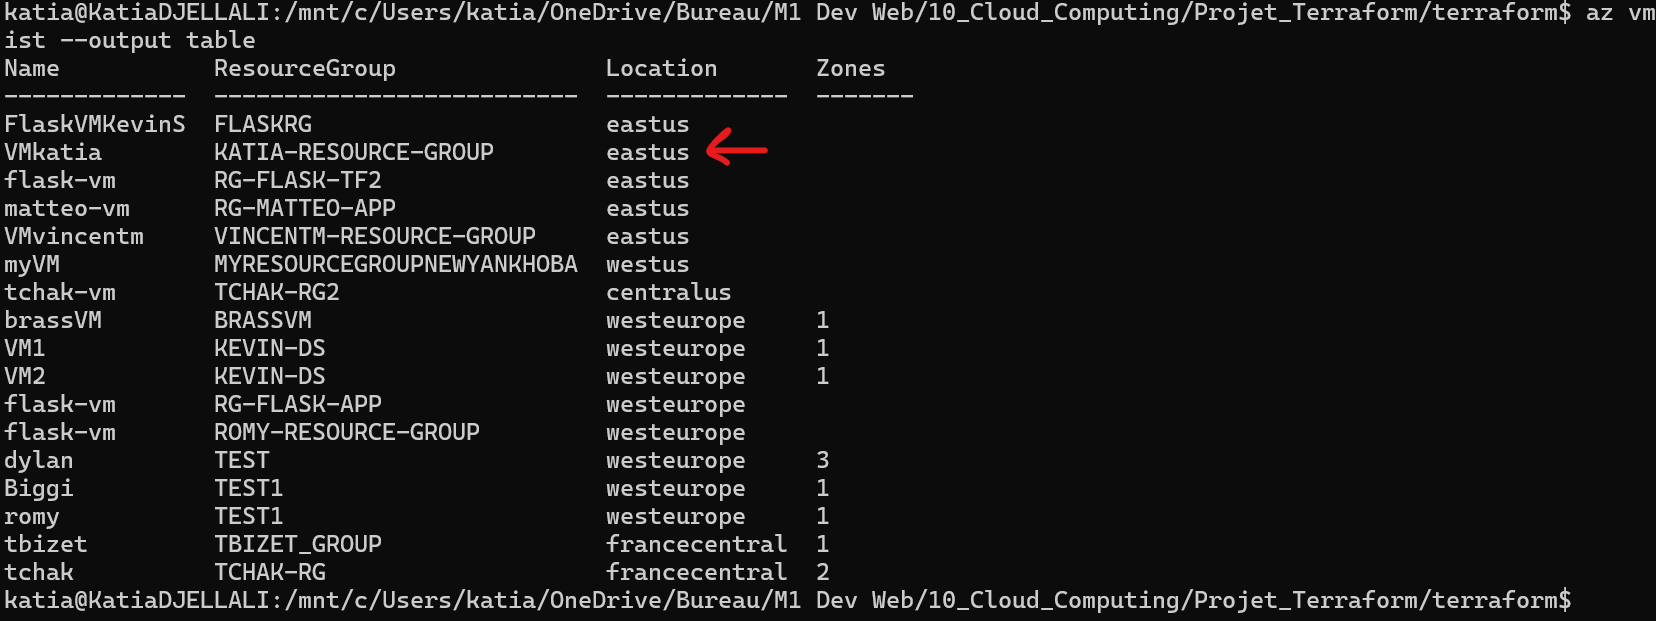 katia@KatiaDJELLALI:/mnt/c/Users/katia/OneDrive/Bureau/M1 Dev Web/10_Cloud_Computing/Projet_Terraform/terraform$ az vm
ist --output table
Name ResourceGroup Location Zones
------------- -------------------------- ------------- -------
FlaskVMKevinS FLASKRG eastus
VMkatia KATIA-RESOURCE-GROUP eastus
flask-vm RG-FLASK-TF2 eastus
matteo-vm RG-MATTEO-APP eastus
VMvincentm VINCENTM-RESOURCE-GROUP eastus
myVM MYRESOURCEGROUPNEWYANKHOBA westus
tchak-vm TCHAK-RG2 centralus
brassVM BRASSVM westeurope 1
VM1 KEVIN-DS westeurope 1
VM2 KEVIN-DS westeurope 1
flask-vm RG-FLASK-APP westeurope
flask-vm ROMY-RESOURCE-GROUP westeurope
dylan TEST westeurope 3
Biggi TEST1 westeurope 1
romy TEST1 westeurope 1
tbizet TBIZET_GROUP francecentral 1
tchak TCHAK-RG francecentral 2
katia@KatiaDJELLALI:/mnt/c/Users/katia/OneDrive/Bureau/M1 Dev Web/10_Cloud_Computing/Projet_Terraform/terraform$